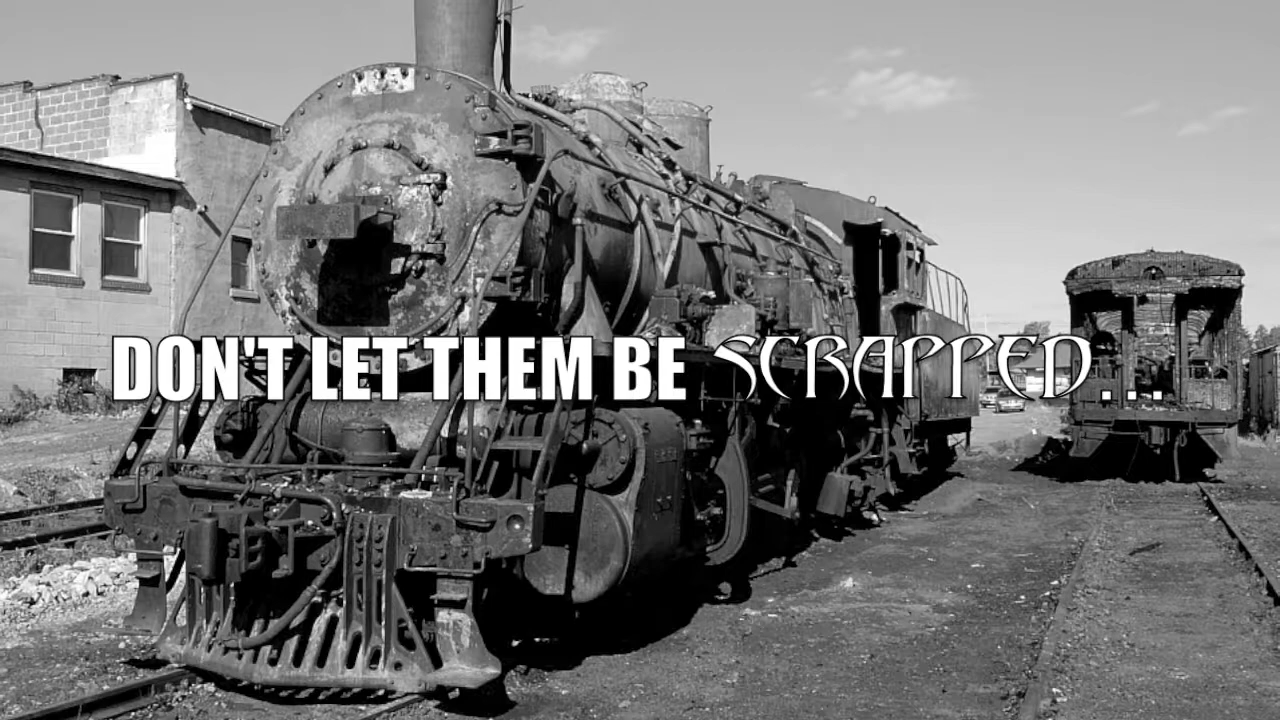 DON'T LET THEM BE SCRAPPED . . .